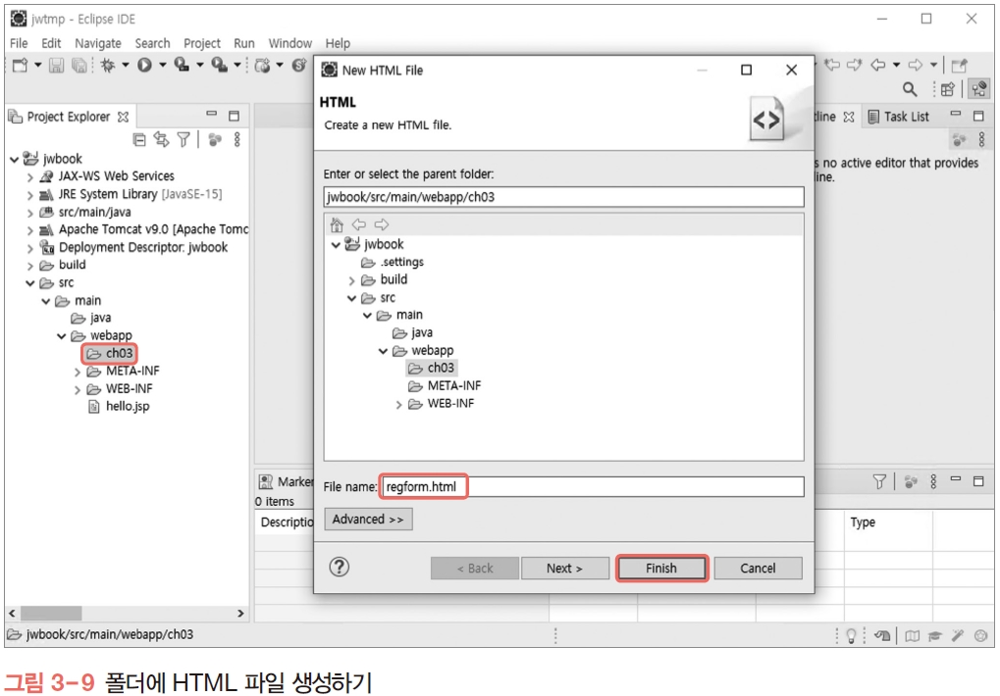 jwtmp - Eclipse IDE
File Edit Navigate Search Project Run Window Help
Project Explorer
jwbook
JAX-WS Web Services
JRE System Library [JavaSE-15]
src/main/java
Apache Tomcat v9.0 [Apache Tomc
Deployment Descriptor: jwbook
build
src
main
java
webapp
ch03
META-INF
WEB-INF
hello.jsp
New HTML File
HTML
Create a new HTML file.
<>
Enter or select the parent folder:
jwbook/src/main/webapp/ch03
jwbook
.settings
build
src
main
java
webapp
ch03
META-INF
WEB-INF
File name: regform.html
Advanced >>
? < Back Next > Finish Cancel
dline Task List
s no active editor that provides
line.
Marker
0 items
Descriptio Type
jwbook/src/main/webapp/ch03
그림 3-9 폴더에 HTML 파일 생성하기